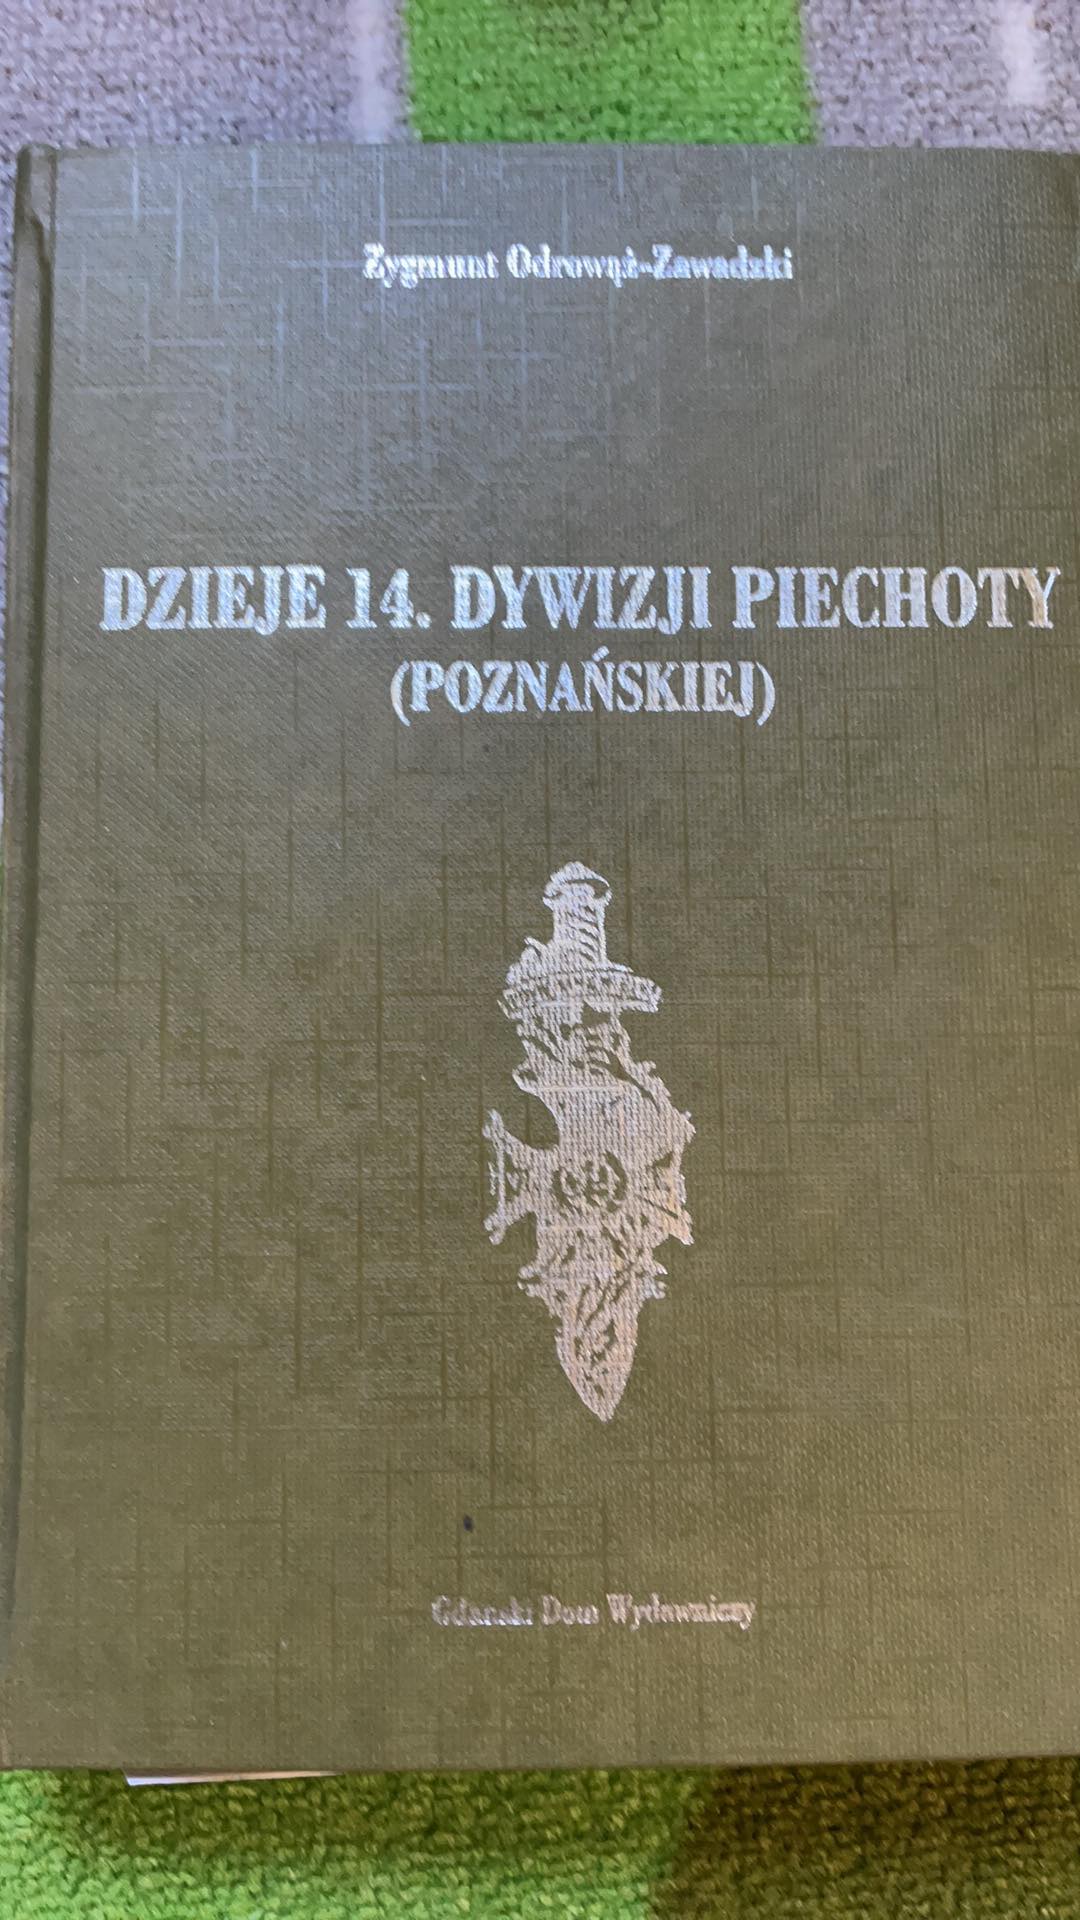 Zygmunt Odrowąż-Zawadzki
DZIEJE 14. DYWIZJI PIECHOTY
(POZNAŃSKIEJ)
Gdański Dom Wydawniczy